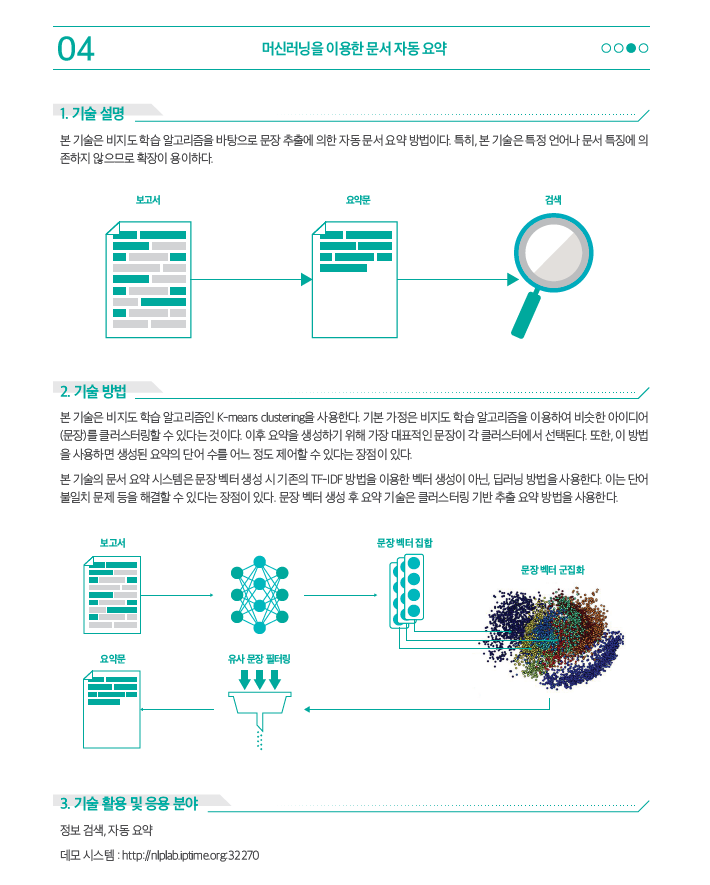 04
머신러닝을 이용한 문서 자동 요약
1. 기술 설명
본 기술은 비지도 학습 알고리즘을 바탕으로 문장 추출에 의한 자동 문서 요약 방법이다. 특히, 본 기술은 특정 언어나 문서 특징에 의
존하지 않으므로 확장이 용이하다.
보고서
요약문
검색
2. 기술 방법
본 기술은 비지도 학습 알고리즘인 K-means clustering을 사용한다. 기본 가정은 비지도 학습 알고리즘을 이용하여 비슷한 아이디어
(문장)를 클러스터링할 수 있다는 것이다. 이후 요약을 생성하기 위해 가장 대표적인 문장이 각 클러스터에서 선택된다. 또한, 이 방법
을 사용하면 생성된 요약의 단어 수를 어느 정도 제어할 수 있다는 장점이 있다.
본 기술의 문서 요약 시스템은 문장 벡터 생성 시 기존의 TF-IDF 방법을 이용한 벡터 생성이 아닌, 딥러닝 방법을 사용한다. 이는 단어
불일치 문제 등을 해결할 수 있다는 장점이 있다. 문장 벡터 생성 후 요약 기술은 클러스터링 기반 추출 요약 방법을 사용한다.
보고서
문장 벡터 집합
문장 벡터 군집화
요약문
유사 문장 필터링
3. 기술 활용 및 응용 분야
정보 검색, 자동 요약
데모 시스템 : http://nlplab.iptime.org:32270